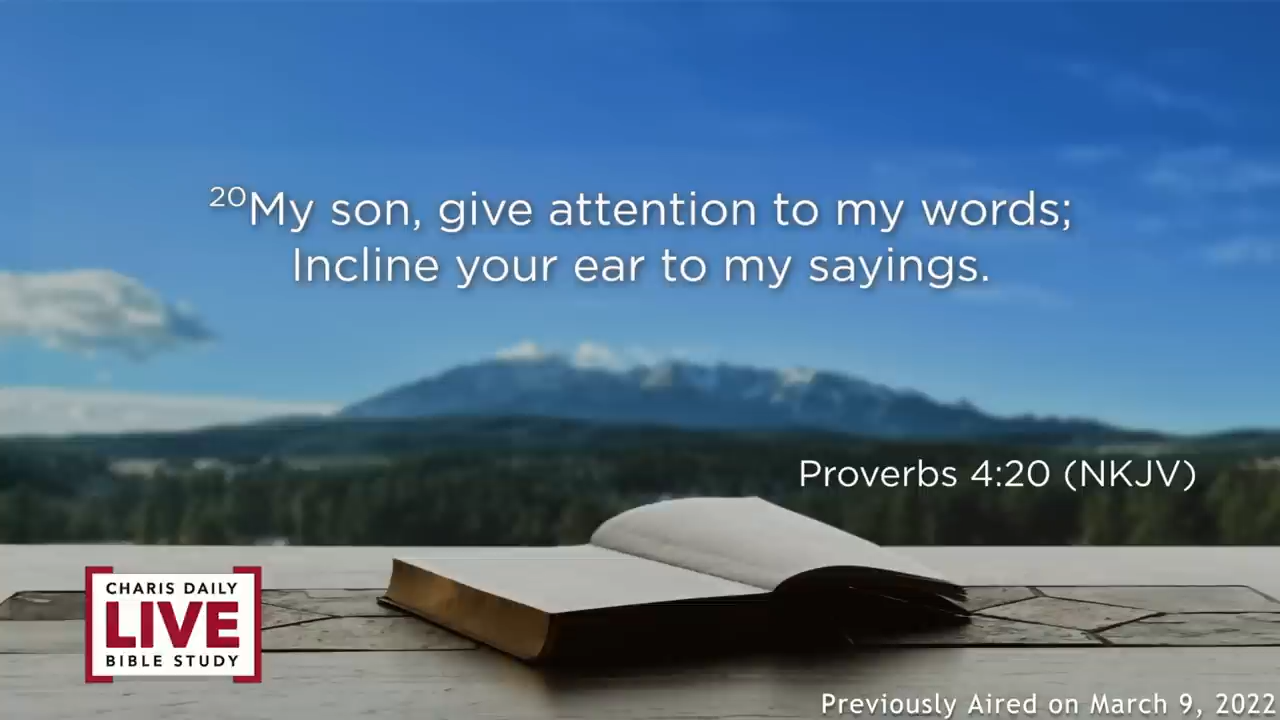 ²⁰My son, give attention to my words;
Incline your ear to my sayings.
Proverbs 4:20 (NKJV)
CHARIS DAILY
LIVE
BIBLE STUDY
Previously Aired on March 9, 2022